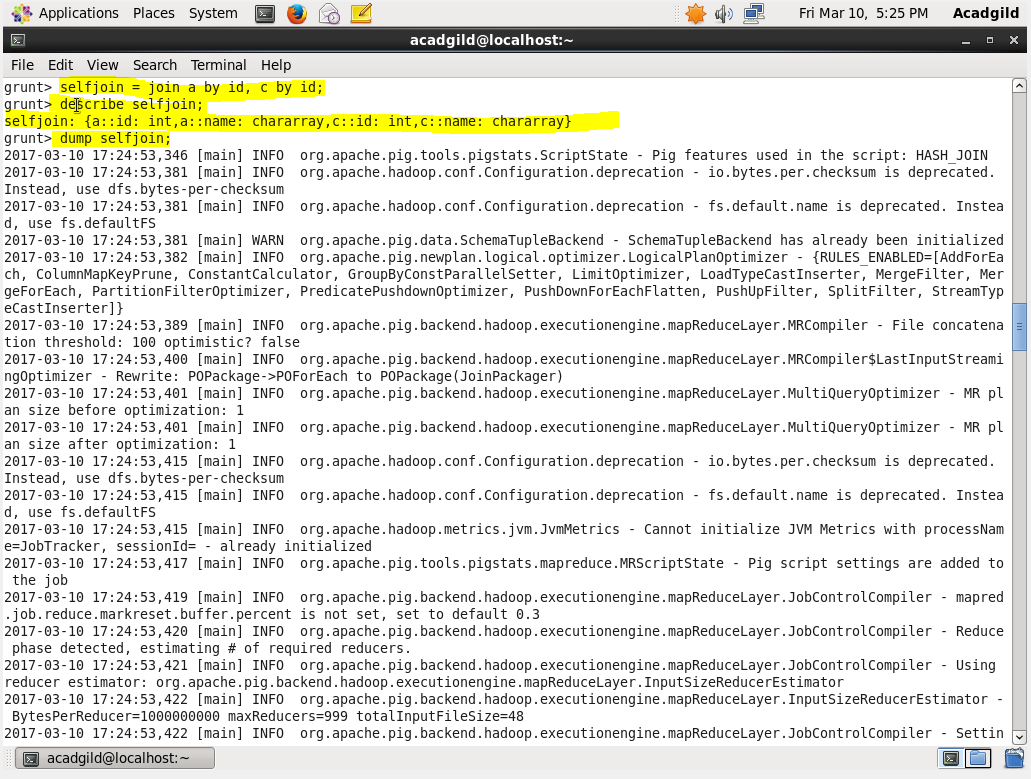 Applications Places System Fri Mar 10, 5:25 PM Acadgild
acadgild@localhost:~
File Edit View Search Terminal Help
grunt> selfjoin = join a by id, c by id;
grunt> describe selfjoin;
selfjoin: {a::id: int,a::name: chararray,c::id: int,c::name: chararray}
grunt> dump selfjoin;
2017-03-10 17:24:53,346 [main] INFO  org.apache.pig.tools.pigstats.ScriptState - Pig features used in the script: HASH_JOIN
2017-03-10 17:24:53,381 [main] INFO  org.apache.hadoop.conf.Configuration.deprecation - io.bytes.per.checksum is deprecated.
Instead, use dfs.bytes-per-checksum
2017-03-10 17:24:53,381 [main] INFO  org.apache.hadoop.conf.Configuration.deprecation - fs.default.name is deprecated. Instea
d, use fs.defaultFS
2017-03-10 17:24:53,381 [main] WARN  org.apache.pig.data.SchemaTupleBackend - SchemaTupleBackend has already been initialized
2017-03-10 17:24:53,382 [main] INFO  org.apache.pig.newplan.logical.optimizer.LogicalPlanOptimizer - {RULES_ENABLED=[AddForEa
ch, ColumnMapKeyPrune, ConstantCalculator, GroupByConstParallelSetter, LimitOptimizer, LoadTypeCastInserter, MergeFilter, Mer
geForEach, PartitionFilterOptimizer, PredicatePushdownOptimizer, PushDownForEachFlatten, PushUpFilter, SplitFilter, StreamTyp
eCastInserter]}
2017-03-10 17:24:53,389 [main] INFO  org.apache.pig.backend.hadoop.executionengine.mapReduceLayer.MRCompiler - File concatena
tion threshold: 100 optimistic? false
2017-03-10 17:24:53,400 [main] INFO  org.apache.pig.backend.hadoop.executionengine.mapReduceLayer.MRCompiler$LastInputStreami
ngOptimizer - Rewrite: POPackage->POForEach to POPackage(JoinPackager)
2017-03-10 17:24:53,401 [main] INFO  org.apache.pig.backend.hadoop.executionengine.mapReduceLayer.MultiQueryOptimizer - MR pl
an size before optimization: 1
2017-03-10 17:24:53,401 [main] INFO  org.apache.pig.backend.hadoop.executionengine.mapReduceLayer.MultiQueryOptimizer - MR pl
an size after optimization: 1
2017-03-10 17:24:53,415 [main] INFO  org.apache.hadoop.conf.Configuration.deprecation - io.bytes.per.checksum is deprecated.
Instead, use dfs.bytes-per-checksum
2017-03-10 17:24:53,415 [main] INFO  org.apache.hadoop.conf.Configuration.deprecation - fs.default.name is deprecated. Instea
d, use fs.defaultFS
2017-03-10 17:24:53,415 [main] INFO  org.apache.hadoop.metrics.jvm.JvmMetrics - Cannot initialize JVM Metrics with processNam
e=JobTracker, sessionId= - already initialized
2017-03-10 17:24:53,417 [main] INFO  org.apache.pig.tools.pigstats.mapreduce.MRScriptState - Pig script settings are added to
 the job
2017-03-10 17:24:53,419 [main] INFO  org.apache.pig.backend.hadoop.executionengine.mapReduceLayer.JobControlCompiler - mapred
.job.reduce.markreset.buffer.percent is not set, set to default 0.3
2017-03-10 17:24:53,420 [main] INFO  org.apache.pig.backend.hadoop.executionengine.mapReduceLayer.JobControlCompiler - Reduce
 phase detected, estimating # of required reducers.
2017-03-10 17:24:53,421 [main] INFO  org.apache.pig.backend.hadoop.executionengine.mapReduceLayer.JobControlCompiler - Using
reducer estimator: org.apache.pig.backend.hadoop.executionengine.mapReduceLayer.InputSizeReducerEstimator
2017-03-10 17:24:53,422 [main] INFO  org.apache.pig.backend.hadoop.executionengine.mapReduceLayer.InputSizeReducerEstimator -
 BytesPerReducer=1000000000 maxReducers=999 totalInputFileSize=48
2017-03-10 17:24:53,422 [main] INFO  org.apache.pig.backend.hadoop.executionengine.mapReduceLayer.JobControlCompiler - Settin
acadgild@localhost:~